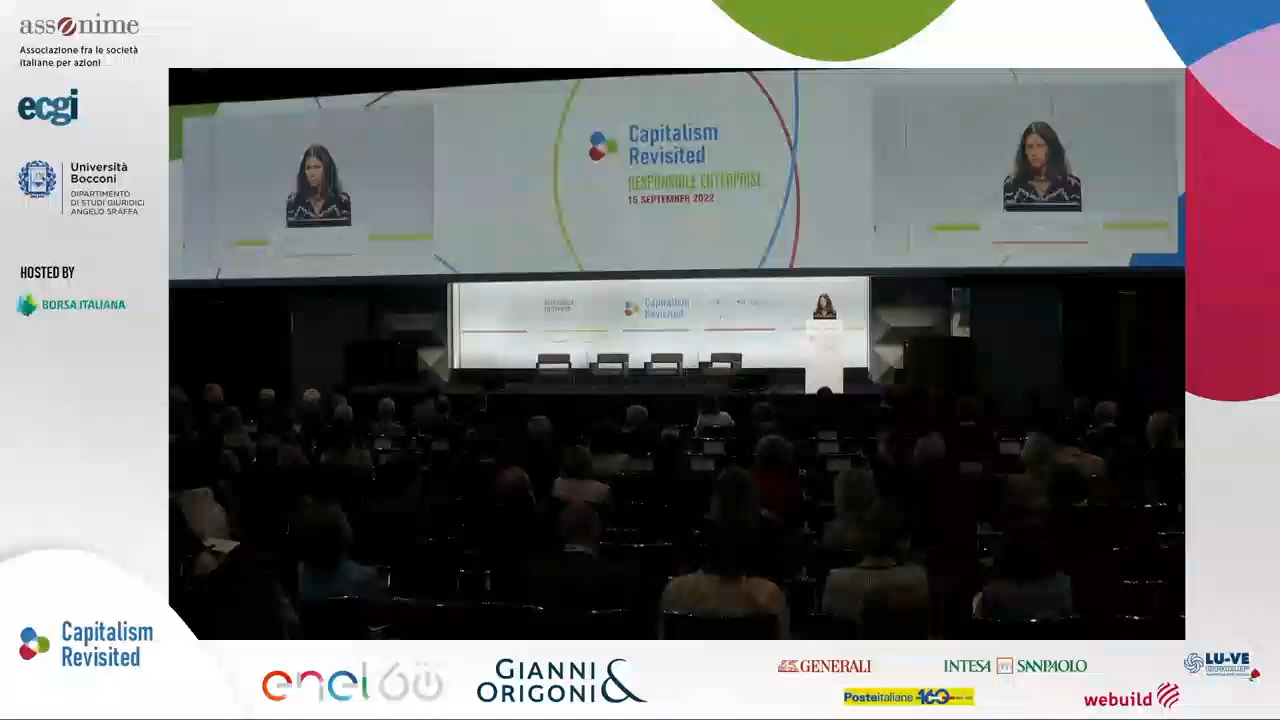 assonime
Associazione fra le società
italiane per azioni
ecgi
Università
Bocconi
DIPARTIMENTO
DI STUDI GIURIDICI
ANGELO SRAFFA
HOSTED BY
BORSA ITALIANA
Capitalism
Revisited
RESPONSIBLE ENTERPRISE
15 SEPTEMBER 2022
Capitalism
Revisited
Capitalism
Revisited
enel 60
GIANNI &
ORIGONI
GENERALI
INTESA SANPAOLO
LU-VE
Posteitaliane 160
webuild